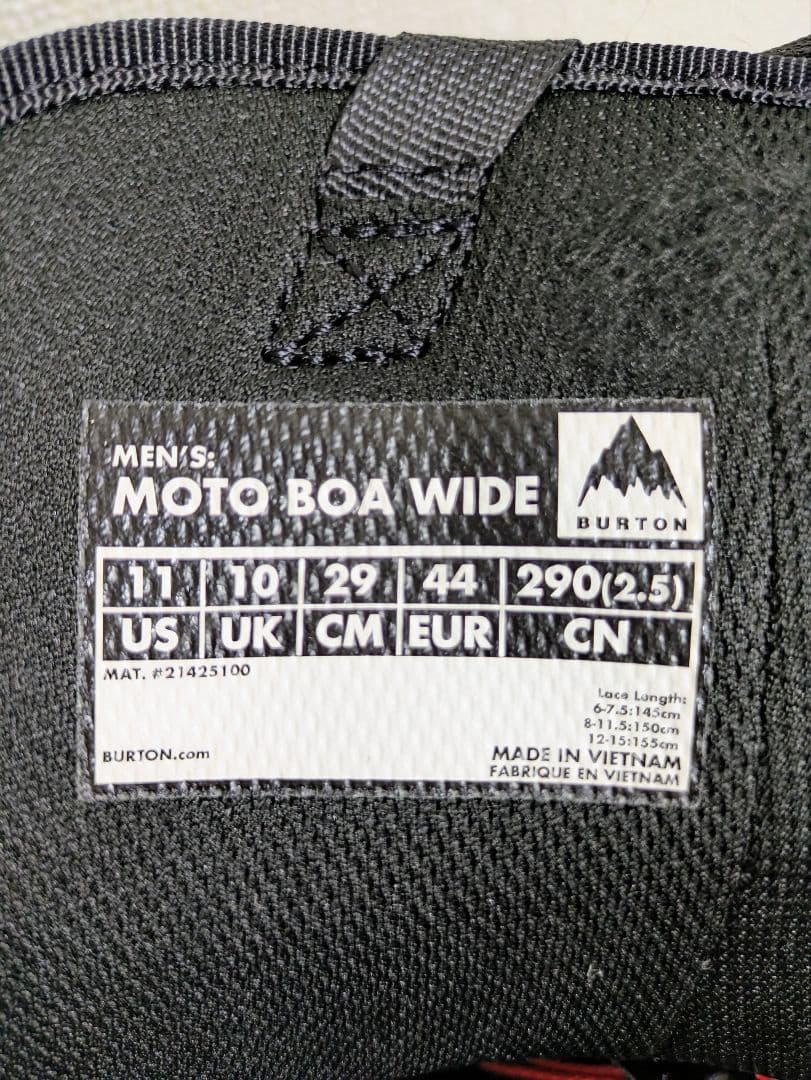 MEN'S:
MOTO BOA WIDE
BURTON
11 10 29 44 290(2.5)
US UK CM EUR CN
MAT. #21425100
Lace Length:
6-7.5:145cm
8-11.5:150cm
12-15:155cm
BURTON.com
MADE IN VIETNAM
FABRIQUE EN VIETNAM